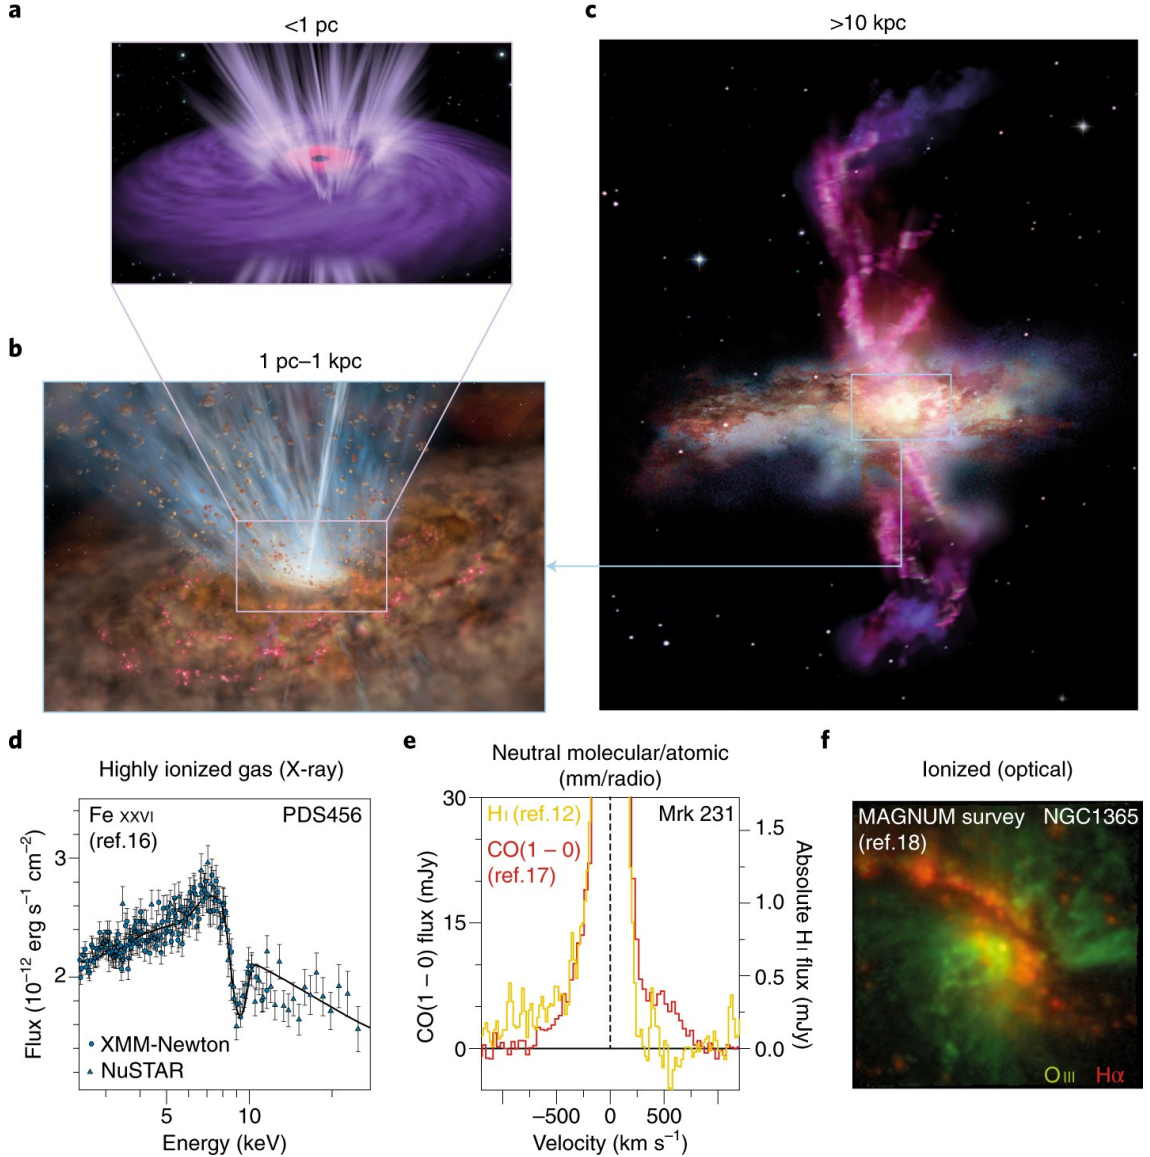 a
<1 pc
c
>10 kpc
b
1 pc–1 kpc
d
Highly ionized gas (X-ray)
Fe XXVI
(ref.16)
PDS456
Flux (10⁻¹² erg s⁻¹ cm⁻²)
3
2
XMM-Newton
NuSTAR
5
10
Energy (keV)
e
Neutral molecular/atomic
(mm/radio)
H I (ref.12)
CO(1 – 0)
(ref.17)
Mrk 231
CO(1 – 0) flux (mJy)
30
15
0
1.5
1.0
0.5
0.0
Absolute H I flux (mJy)
–500
0
500
Velocity (km s⁻¹)
f
Ionized (optical)
MAGNUM survey
(ref.18)
NGC1365
O III
Hα